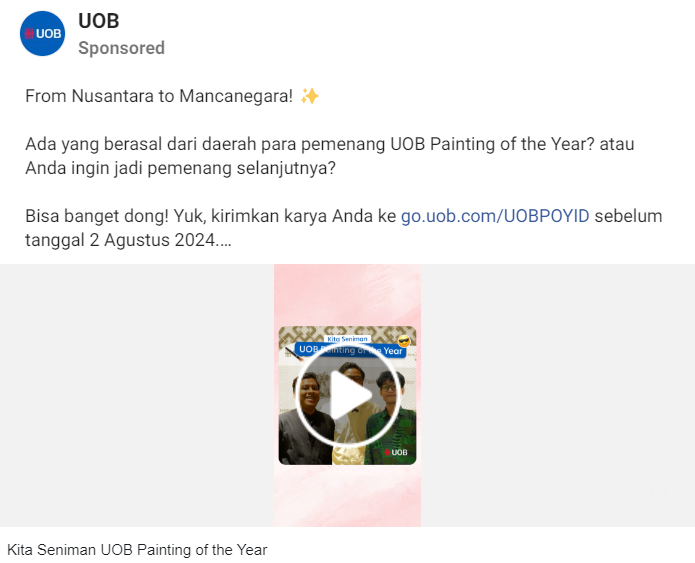 UOB
UOB
Sponsored
From Nusantara to Mancanegara! ✨
Ada yang berasal dari daerah para pemenang UOB Painting of the Year? atau
Anda ingin jadi pemenang selanjutnya?
Bisa banget dong! Yuk, kirimkan karya Anda ke go.uob.com/UOBPOYID sebelum
tanggal 2 Agustus 2024....
Kita Seniman
UOB Painting of the Year
UOB
Kita Seniman UOB Painting of the Year